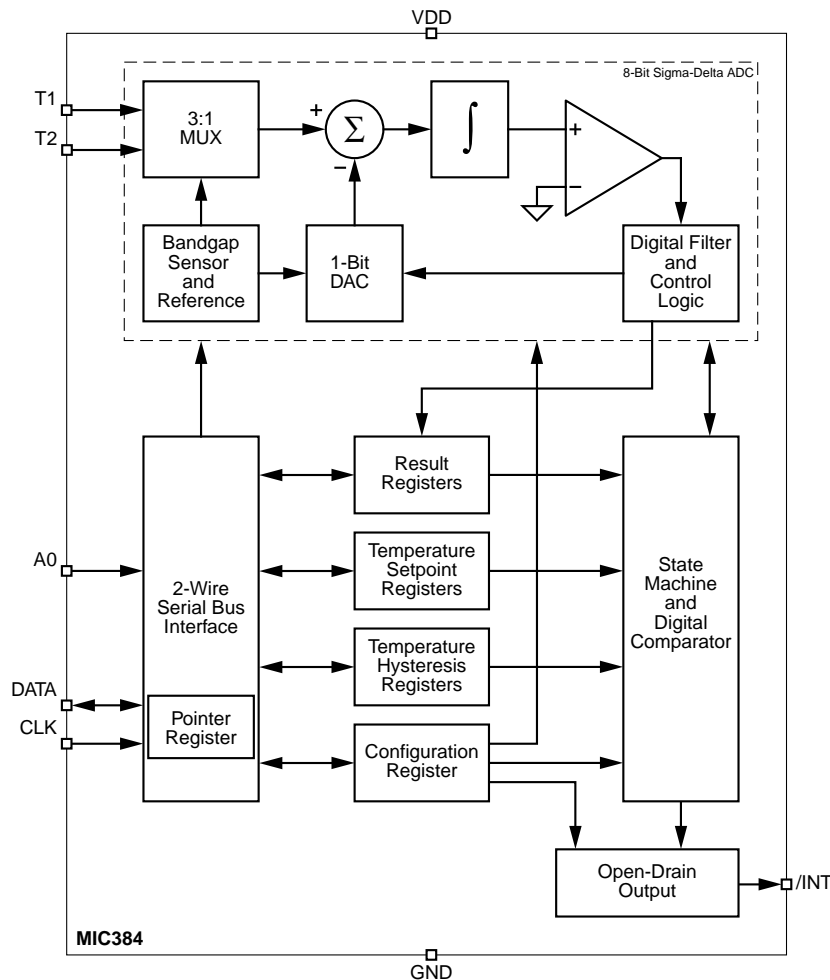 VDD
8-Bit Sigma-Delta ADC
T1
T2
3:1
MUX
+
Σ
−
∫
+
−
Bandgap
Sensor
and
Reference
1-Bit
DAC
Digital Filter
and
Control
Logic
Result
Registers
A0
2-Wire
Serial Bus
Interface
Temperature
Setpoint
Registers
State
Machine
and
Digital
Comparator
Temperature
Hysteresis
Registers
DATA
CLK
Pointer
Register
Configuration
Register
Open-Drain
Output
/INT
MIC384
GND